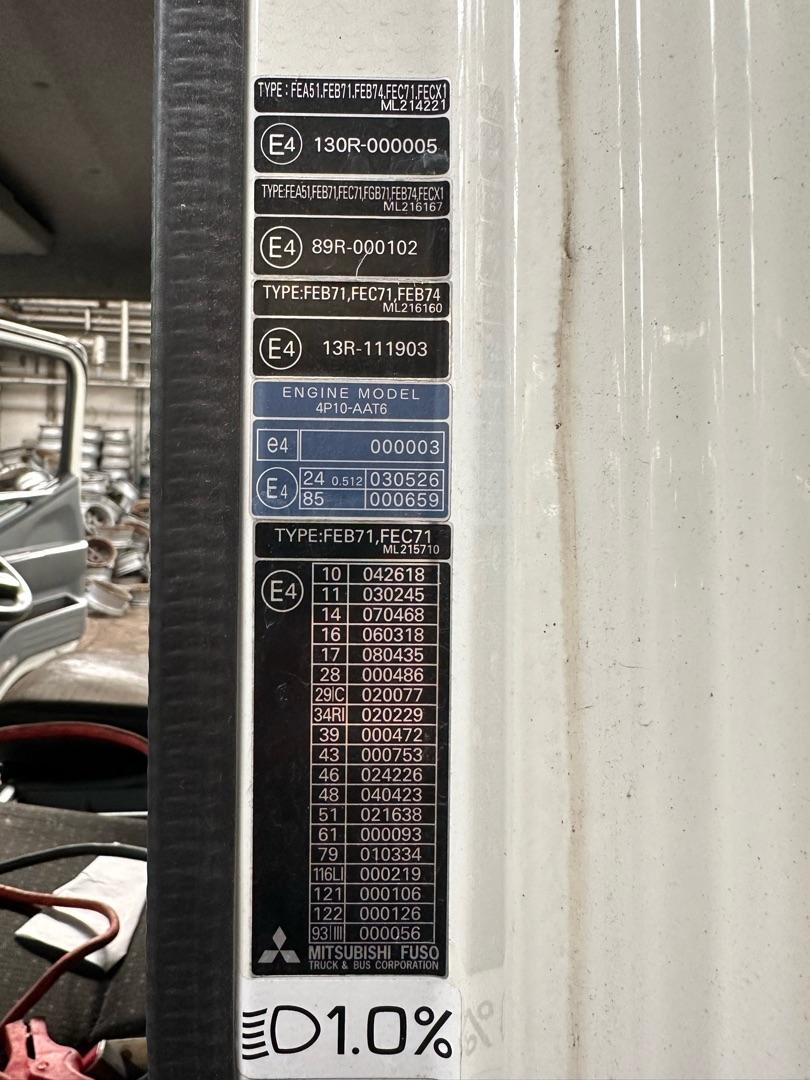 TYPE : FEA51,FEB71,FEB74,FEC71,FECX1
ML214221
E4 130R-000005
TYPE:FEA51,FEB71,FEC71,FGB71,FEB74,FECX1
ML216167
E4 89R-000102
TYPE:FEB71,FEC71,FEB74
ML216160
E4 13R-111903
ENGINE MODEL
4P10-AAT6
e4 000003
E4 24 0.512 030526
85 000659
TYPE:FEB71,FEC71
ML215710
E4 10 042618
11 030245
14 070468
16 060318
17 080435
28 000486
29|C 020077
34RI 020229
39 000472
43 000753
46 024226
48 040423
51 021638
61 000093
79 010334
116LI 000219
121 000106
122 000126
93|III 000056
MITSUBISHI FUSO
TRUCK & BUS CORPORATION
1.0%